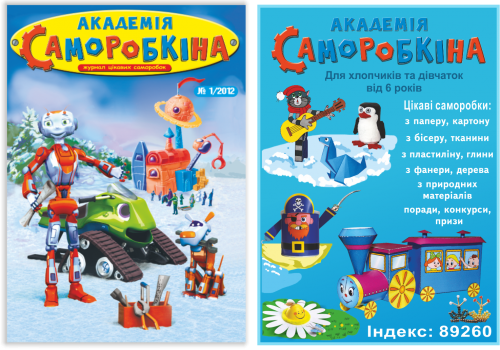 АКАДЕМІЯ
САМОРОБКІНА
журнал цікавих саморобок
№ 1/2012
АКАДЕМІЯ
САМОРОБКІНА
Для хлопчиків та дівчаток
від 6 років
Цікаві саморобки:
з паперу, картону
з бісеру, тканини
з пластиліну, глини
з фанери, дерева
з природних
матеріалів
поради, конкурси,
призи
Індекс: 89260